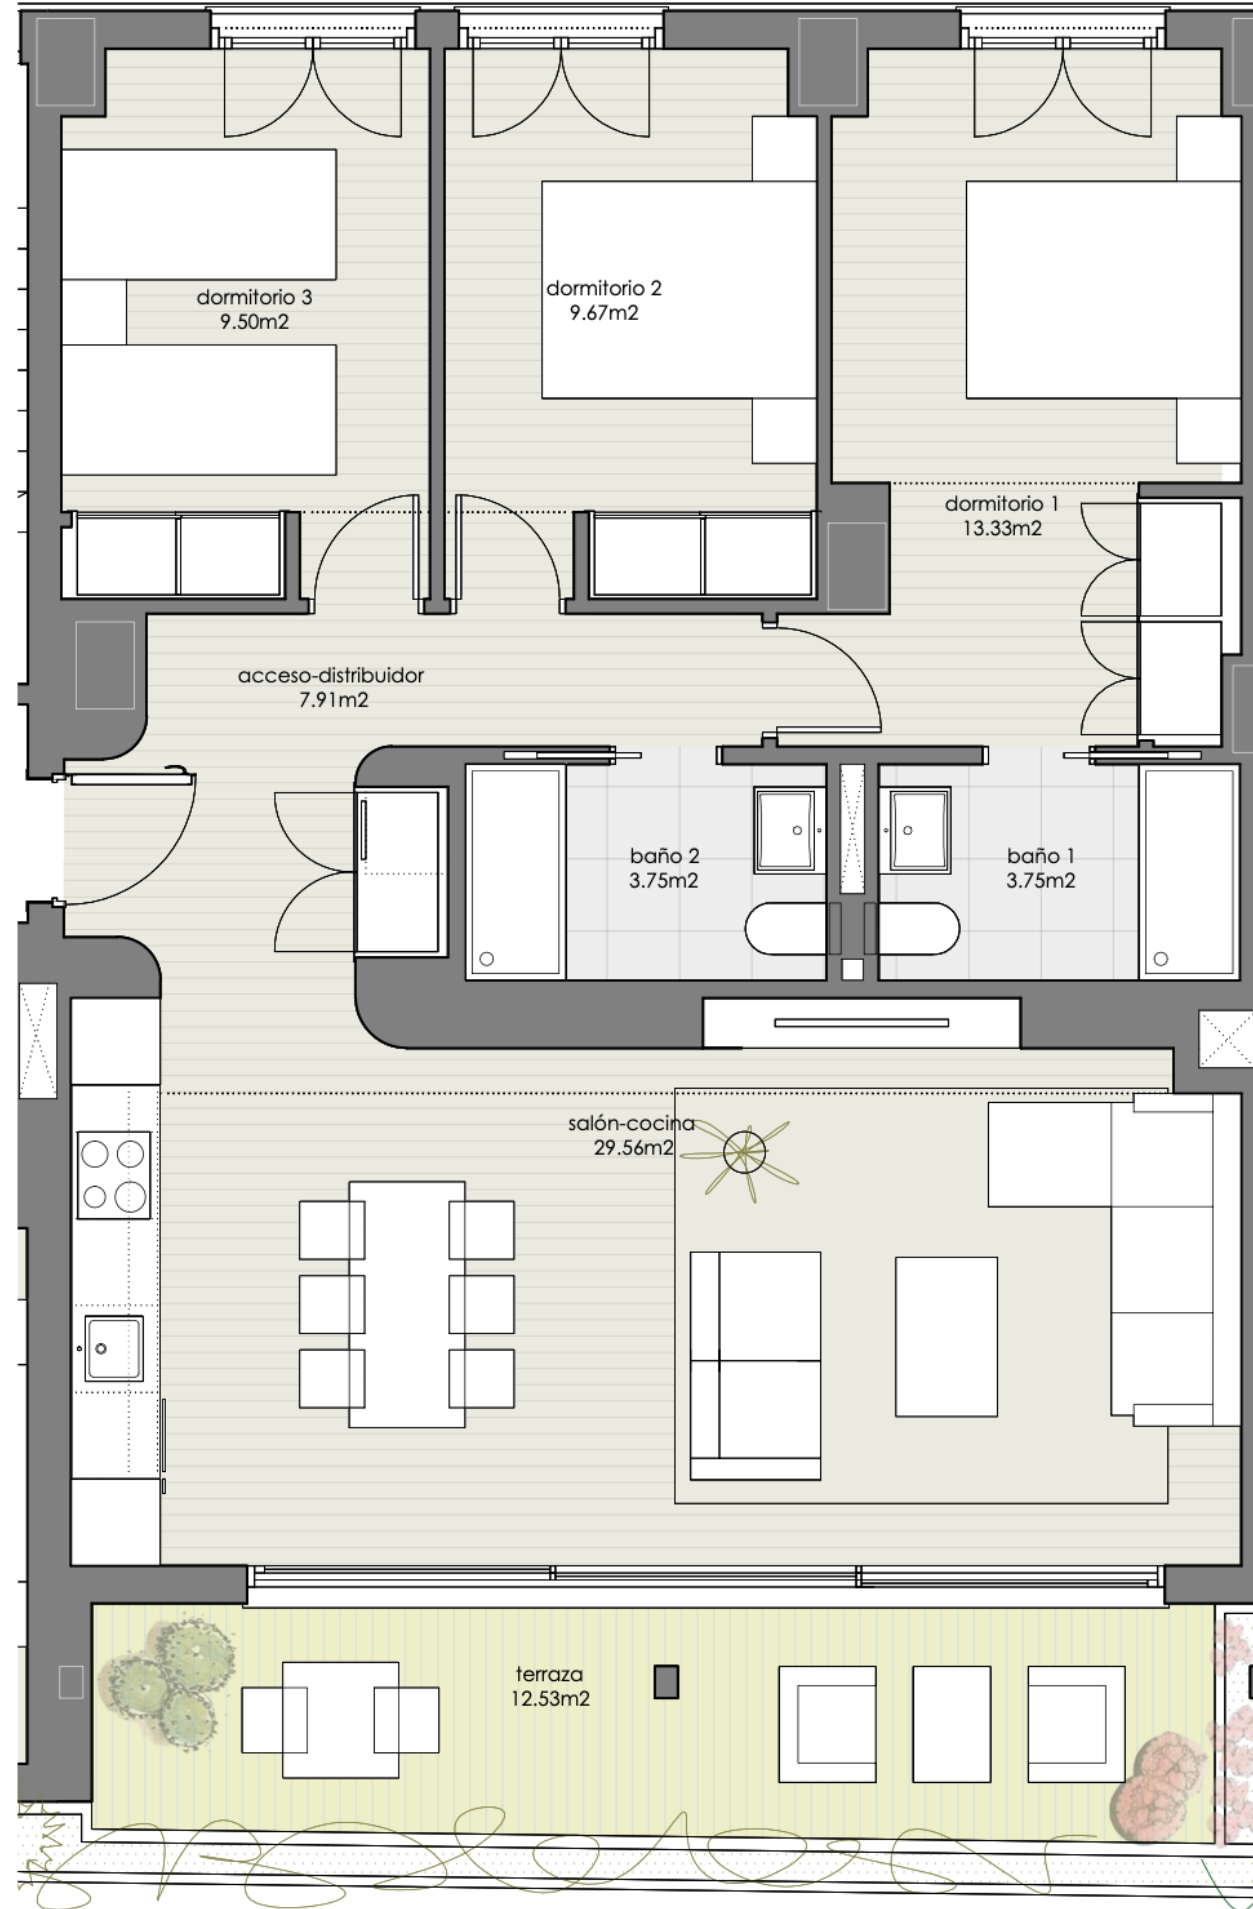 dormitorio 3
9.50m2
dormitorio 2
9.67m2
dormitorio 1
13.33m2
acceso-distribuidor
7.91m2
baño 2
3.75m2
baño 1
3.75m2
salón-cocina
29.56m2
terraza
12.53m2